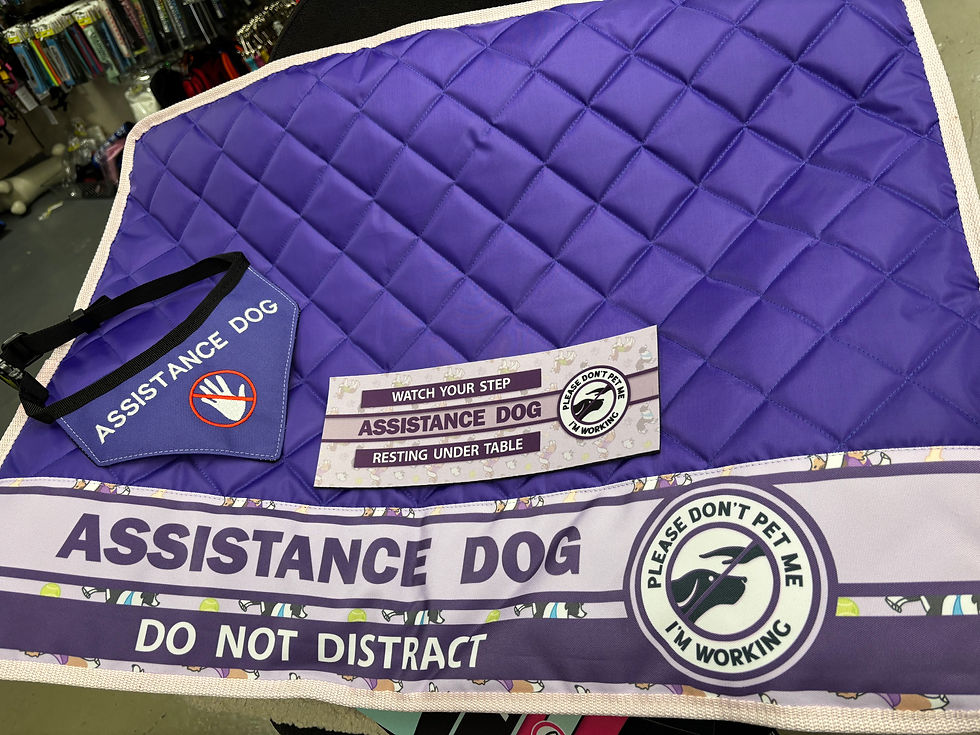 ASSISTANCE DOG
WATCH YOUR STEP
ASSISTANCE DOG
RESTING UNDER TABLE
PLEASE DON'T PET ME
I'M WORKING
ASSISTANCE DOG
DO NOT DISTRACT
PLEASE DON'T PET ME
I'M WORKING